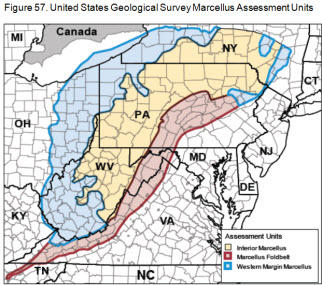 Figure 57. United States Geological Survey Marcellus Assessment Units
MI
Canada
NY
CT
OH
PA
NJ
MD
WV
DE
KY
VA
TN
NC
Assessment Units
Interior Marcellus
Marcellus Foldbelt
Western Margin Marcellus